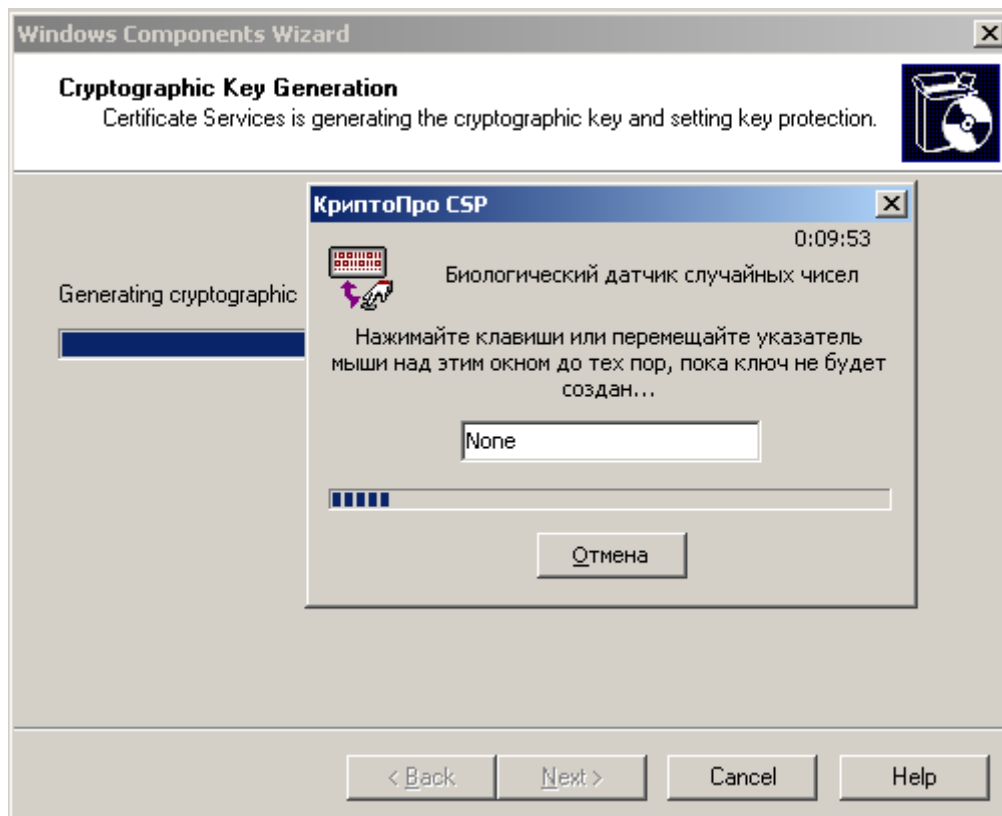 Windows Components Wizard
Cryptographic Key Generation
Certificate Services is generating the cryptographic key and setting key protection.
КриптоПро CSP
0:09:53
Биологический датчик случайных чисел
Generating cryptographic
Нажимайте клавиши или перемещайте указатель
мыши над этим окном до тех пор, пока ключ не будет
создан...
None
Отмена
< Back
Next >
Cancel
Help